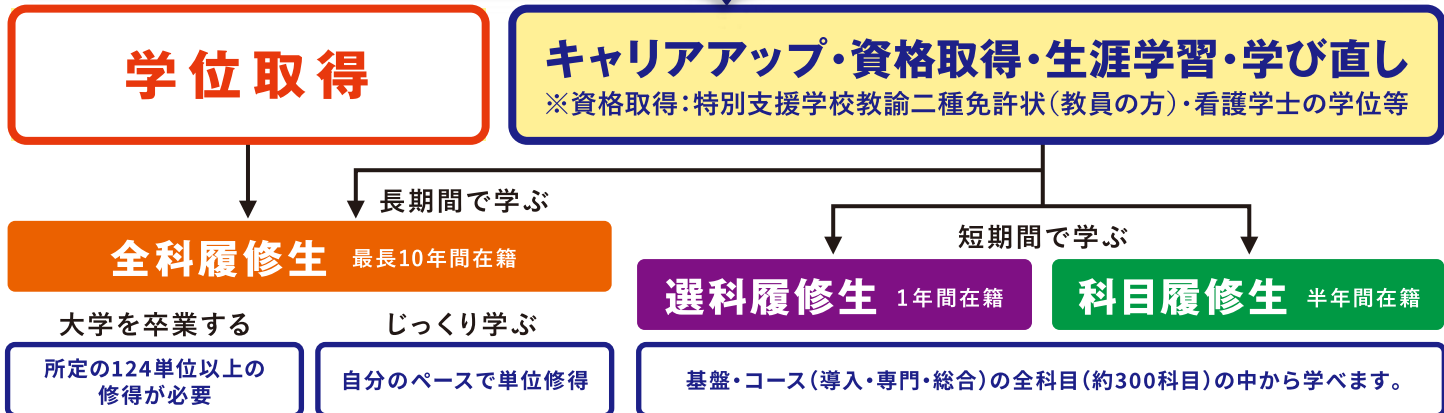 学位取得
キャリアアップ・資格取得・生涯学習・学び直し
※資格取得：特別支援学校教諭二種免許状（教員の方）・看護学士の学位等
長期間で学ぶ
短期間で学ぶ
全科履修生 最長10年間在籍
選科履修生 1年間在籍
科目履修生 半年間在籍
大学を卒業する
じっくり学ぶ
所定の124単位以上の
修得が必要
自分のペースで単位修得
基盤・コース（導入・専門・総合）の全科目（約300科目）の中から学べます。